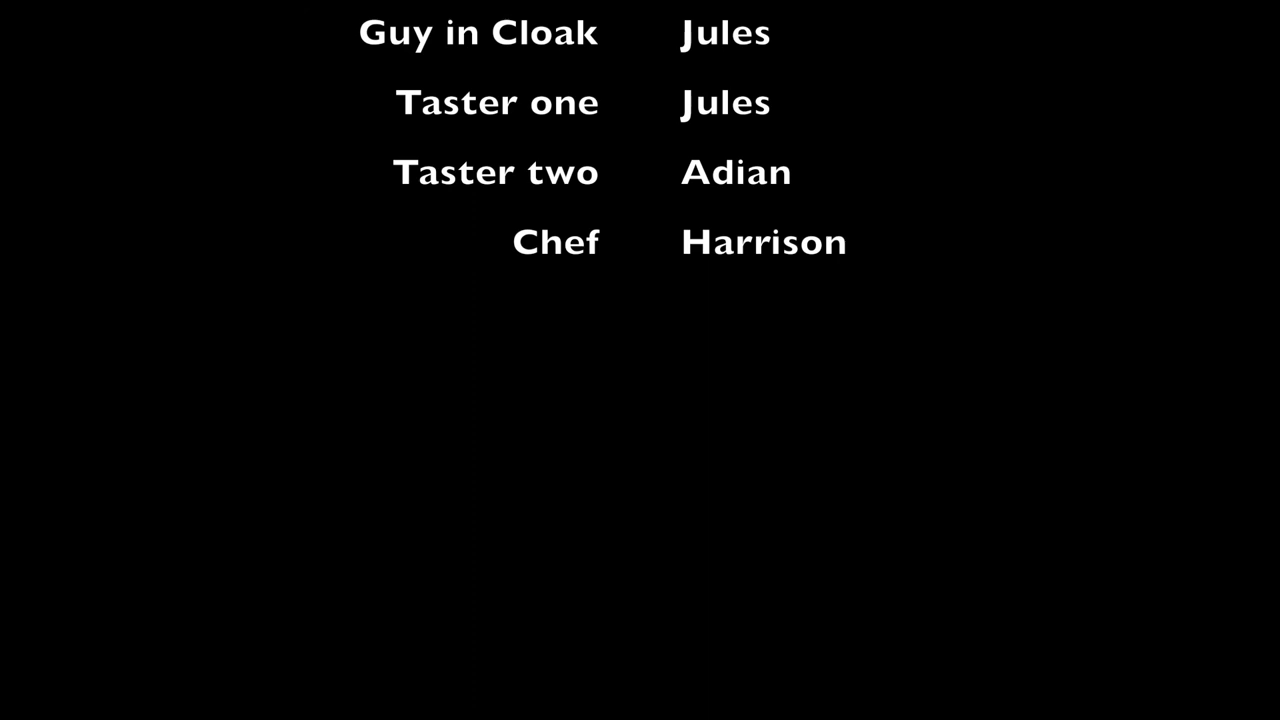 Guy in Cloak Jules
Taster one Jules
Taster two Adian
Chef Harrison